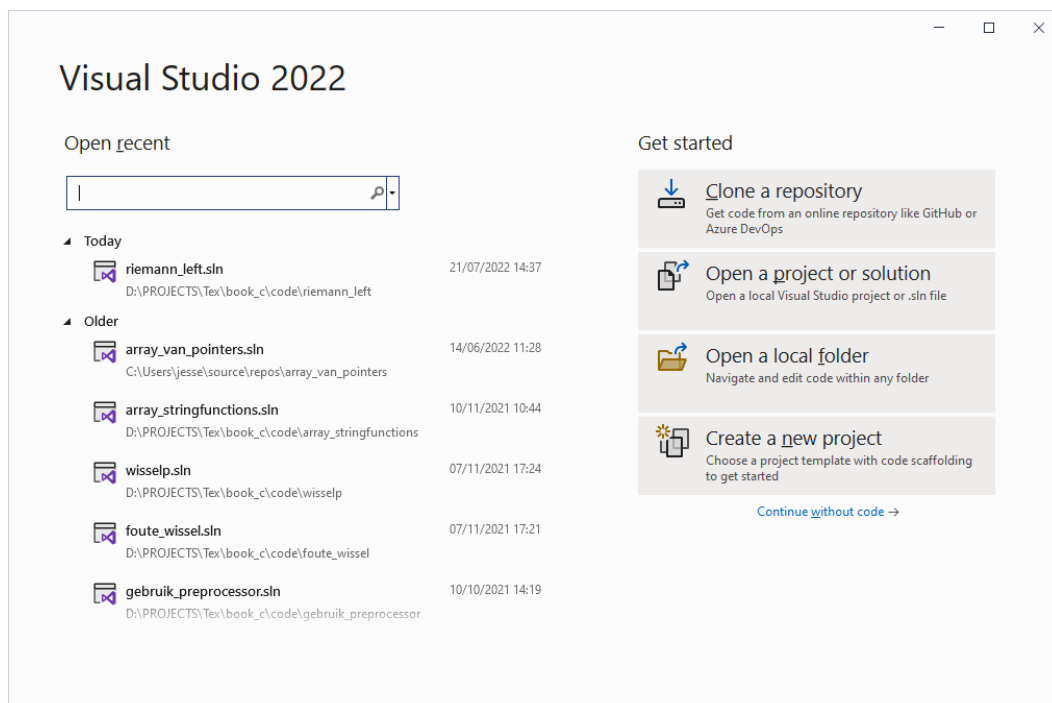 Visual Studio 2022
Open recent
Today
riemann_left.sln 21/07/2022 14:37
D:\PROJECTS\Tex\book_c\code\riemann_left
Older
array_van_pointers.sln 14/06/2022 11:28
C:\Users\jesse\source\repos\array_van_pointers
array_stringfunctions.sln 10/11/2021 10:44
D:\PROJECTS\Tex\book_c\code\array_stringfunctions
wisselp.sln 07/11/2021 17:24
D:\PROJECTS\Tex\book_c\code\wisselp
foute_wissel.sln 07/11/2021 17:21
D:\PROJECTS\Tex\book_c\code\foute_wissel
gebruik_preprocessor.sln 10/10/2021 14:19
D:\PROJECTS\Tex\book_c\code\gebruik_preprocessor
Get started
Clone a repository
Get code from an online repository like GitHub or
Azure DevOps
Open a project or solution
Open a local Visual Studio project or .sln file
Open a local folder
Navigate and edit code within any folder
Create a new project
Choose a project template with code scaffolding
to get started
Continue without code →